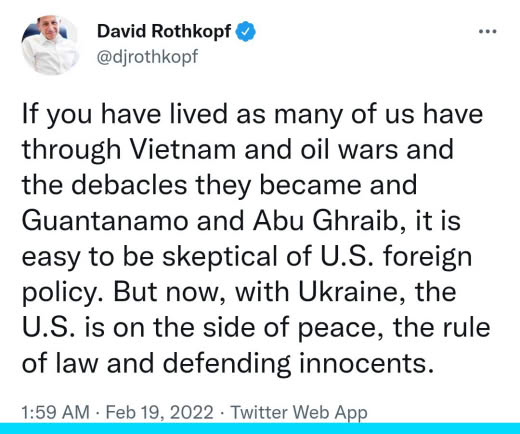 David Rothkopf
@djrothkopf
If you have lived as many of us have
through Vietnam and oil wars and
the debacles they became and
Guantanamo and Abu Ghraib, it is
easy to be skeptical of U.S. foreign
policy. But now, with Ukraine, the
U.S. is on the side of peace, the rule
of law and defending innocents.
1:59 AM · Feb 19, 2022 · Twitter Web App